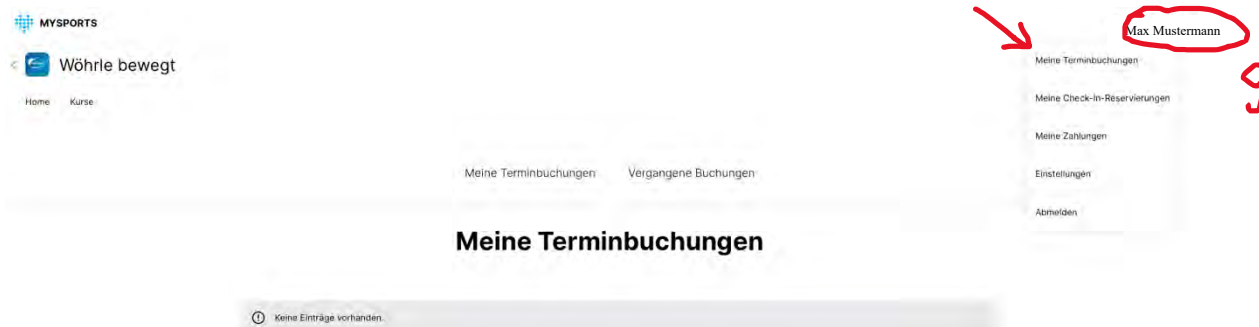 MYSPORTS
Max Mustermann
Wöhrle bewegt
Home Kurse
Meine Terminbuchungen
Meine Check-In-Reservierungen
Meine Zahlungen
Einstellungen
Abmelden
Meine Terminbuchungen Vergangene Buchungen
Meine Terminbuchungen
Keine Einträge vorhanden.